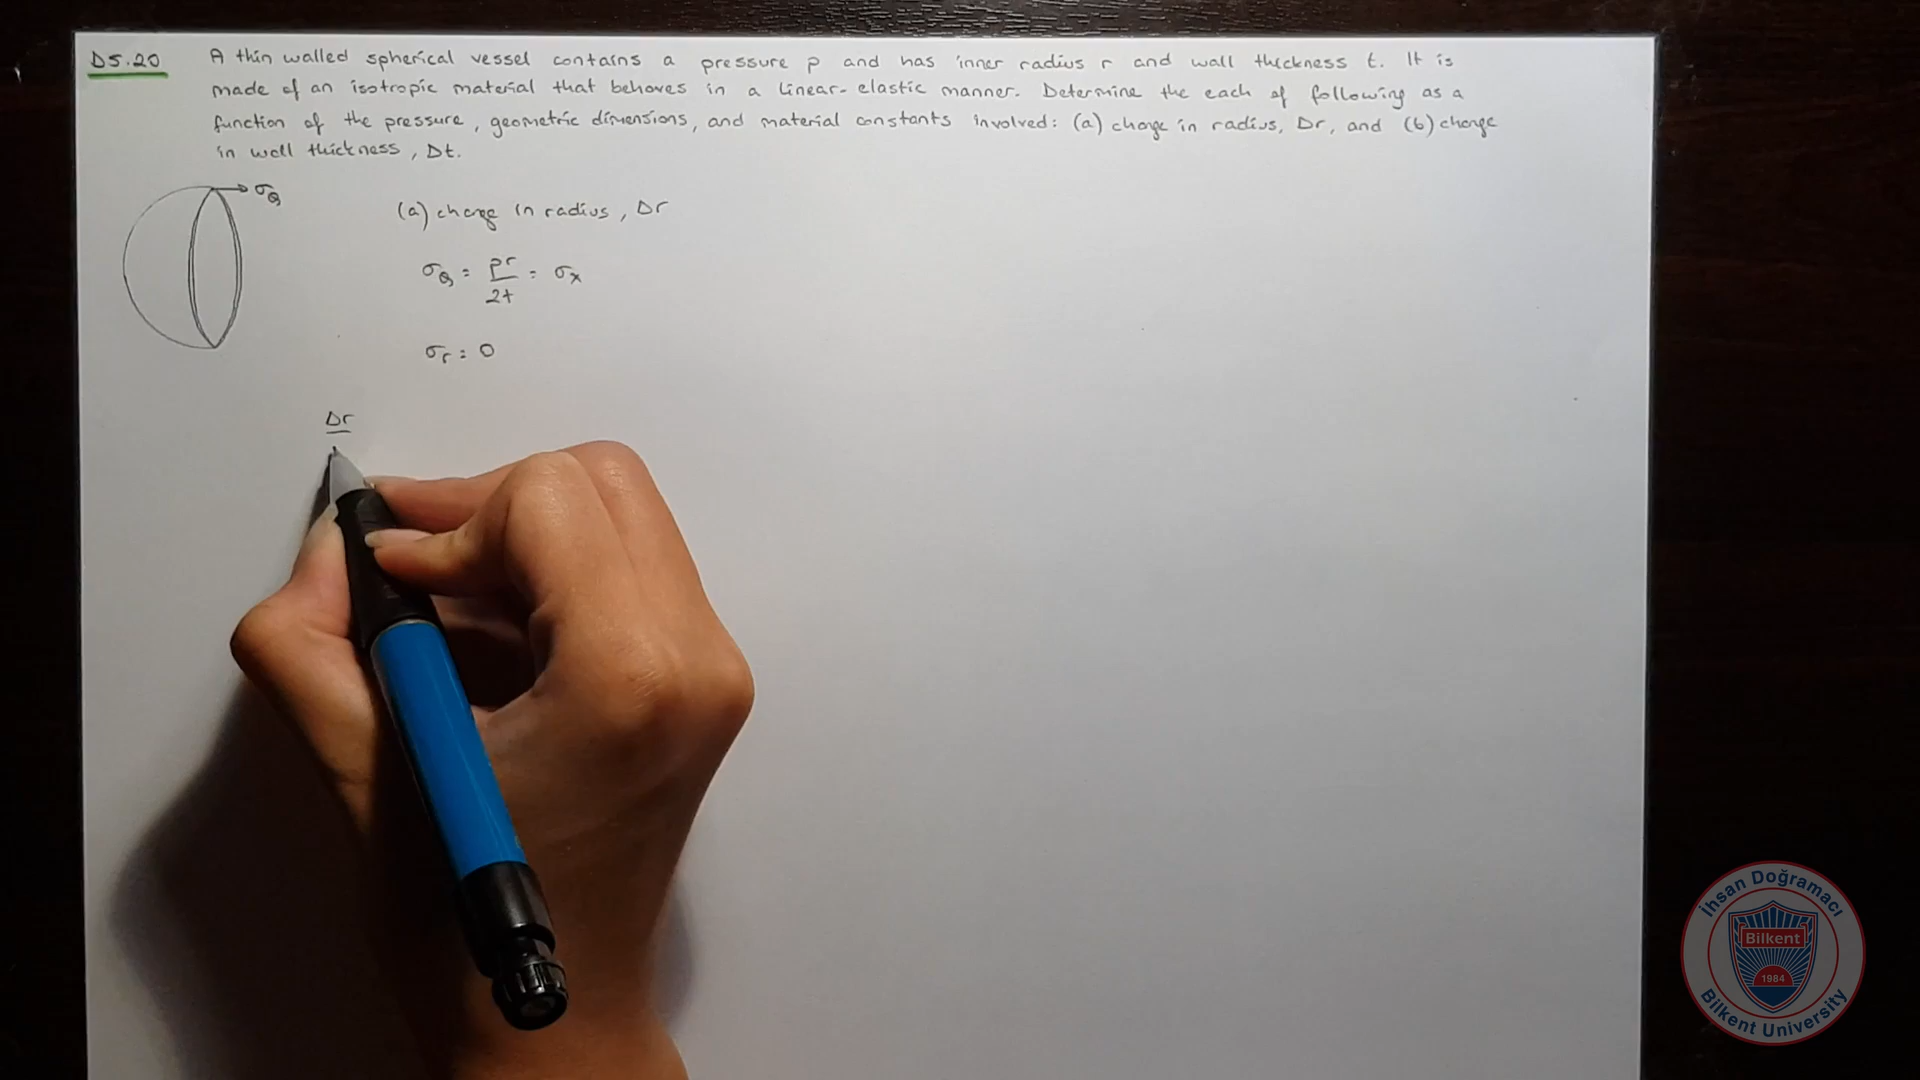 D5.20 A thin walled spherical vessel contains a pressure p and has inner radius r and wall thickness t. It is
made of an isotropic material that behaves in a linear-elastic manner. Determine the each of following as a
function of the pressure, geometric dimensions, and material constants involved: (a) change in radius, Δr, and (b) change
in wall thickness, Δt.
σθ
(a) change in radius, Δr
σθ = pr/2t = σx
σr = 0
Δr
İhsan Doğramacı
Bilkent
1984
Bilkent University